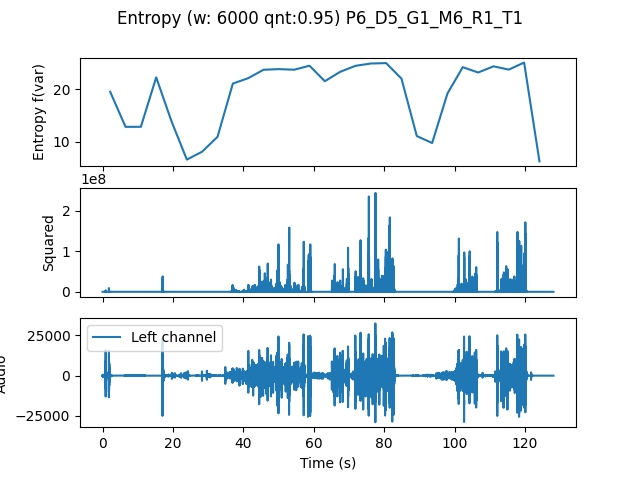 Entropy (w: 6000 qnt:0.95) P6_D5_G1_M6_R1_T1
Entropy f(var)
20
10
1e8
Squared
2
1
0
Audio
25000
0
−25000
Left channel
0
20
40
60
80
100
120
Time (s)